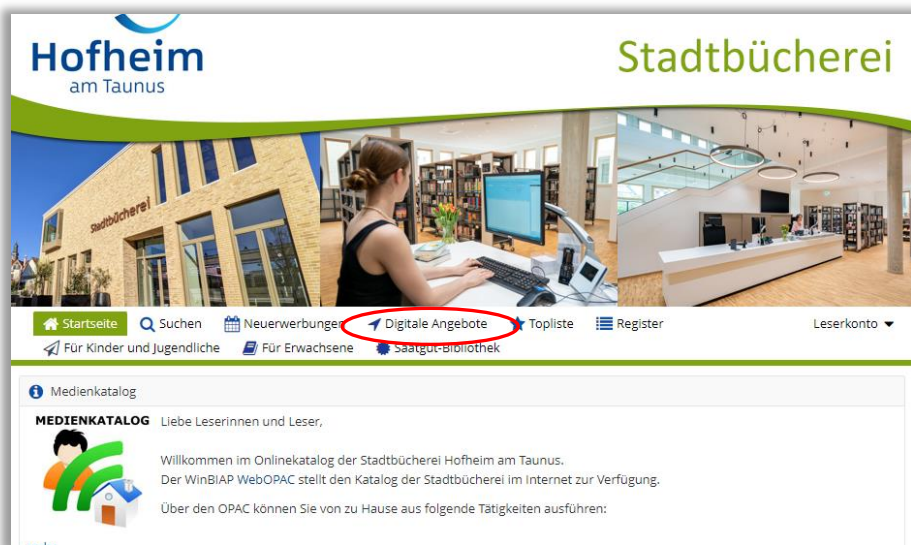 Hofheim
am Taunus
Stadtbücherei
Stadtbücherei
Startseite Suchen Neuerwerbungen Digitale Angebote Topliste Register Leserkonto
Für Kinder und Jugendliche Für Erwachsene Saatgut-Bibliothek
Medienkatalog
MEDIENKATALOG
Liebe Leserinnen und Leser,
Willkommen im Onlinekatalog der Stadtbücherei Hofheim am Taunus.
Der WinBIAP WebOPAC stellt den Katalog der Stadtbücherei im Internet zur Verfügung.
Über den OPAC können Sie von zu Hause aus folgende Tätigkeiten ausführen: